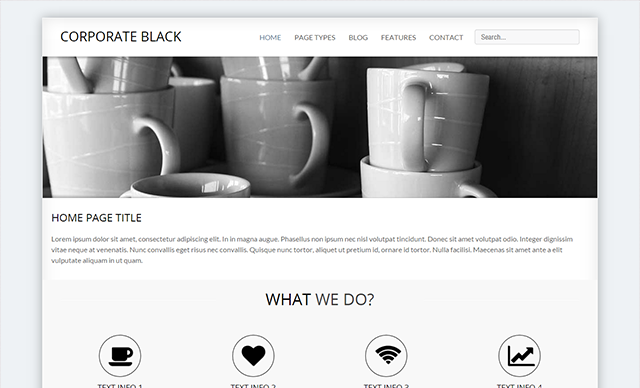 CORPORATE BLACK
HOME PAGE TYPES BLOG FEATURES CONTACT Search...
HOME PAGE TITLE
Lorem ipsum dolor sit amet, consectetur adipiscing elit. In in magna augue. Phasellus non ipsum nec nisl volutpat tincidunt. Donec sit amet volutpat odio. Integer dignissim
vitae neque at venenatis. Nunc convallis eget risus convallis. Quisque nunc tortor, aliquet ut pretium id, ornare id tortor. Nulla facilisi. Maecenas sit amet ante a elit
vulputate aliquam in ut quam.
WHAT WE DO?
TEXT INFO 1 TEXT INFO 2 TEXT INFO 3 TEXT INFO 4